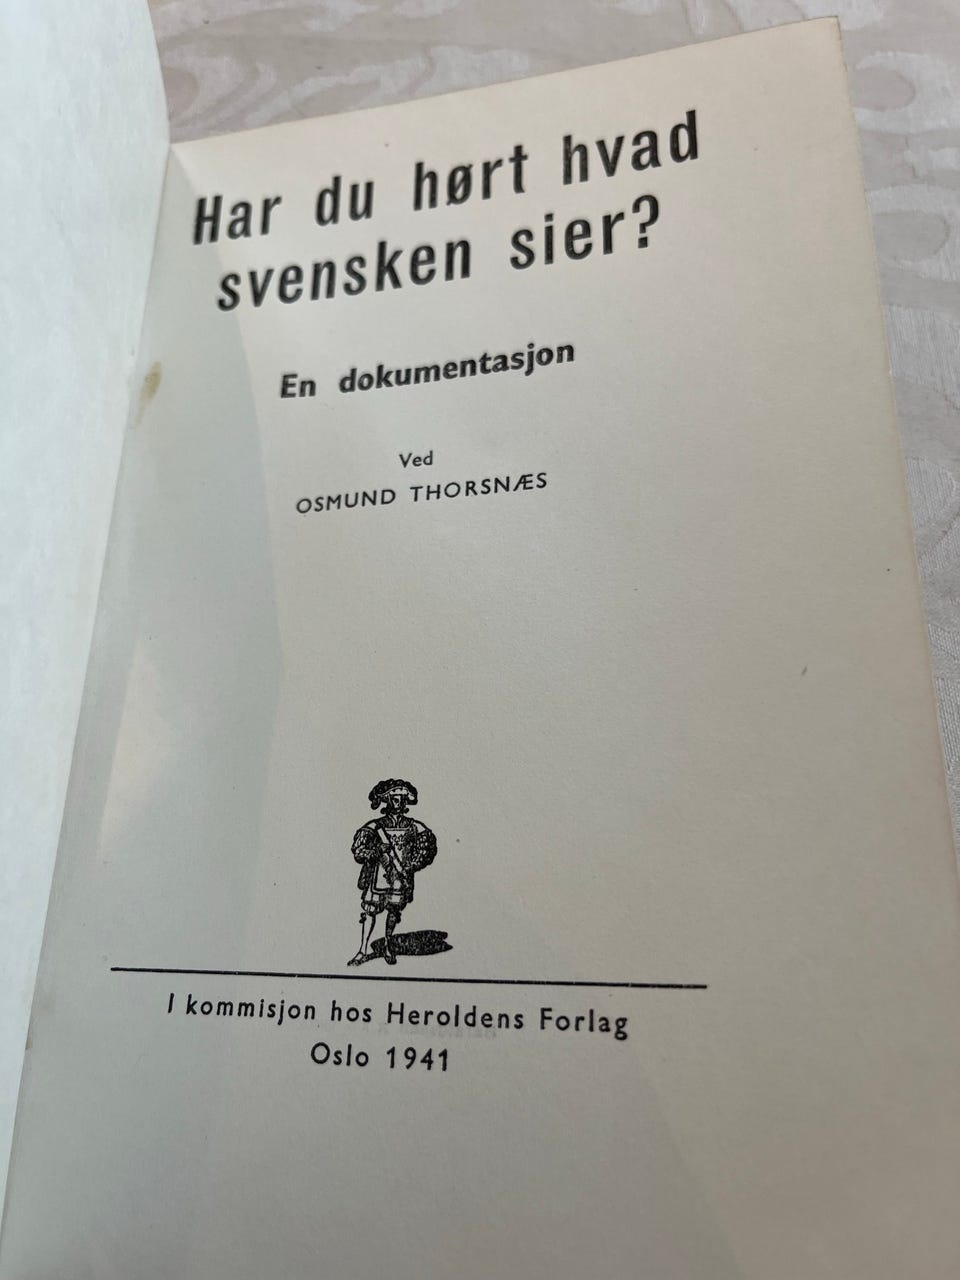 Har du hørt hvad
svensken sier?
En dokumentasjon
Ved
OSMUND THORSNÆS
I kommisjon hos Heroldens Forlag
Oslo 1941